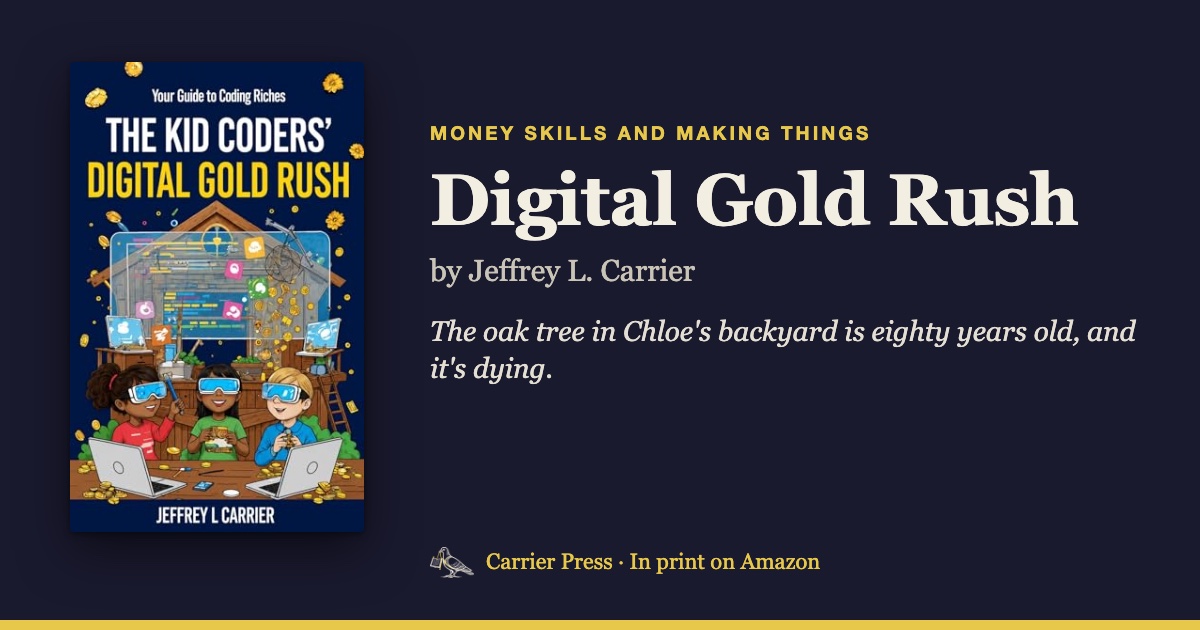 Your Guide to Coding Riches
THE KID CODERS'
DIGITAL GOLD RUSH
JEFFREY L CARRIER
MONEY SKILLS AND MAKING THINGS
Digital Gold Rush
by Jeffrey L. Carrier
The oak tree in Chloe's backyard is eighty years old, and
it's dying.
Carrier Press · In print on Amazon